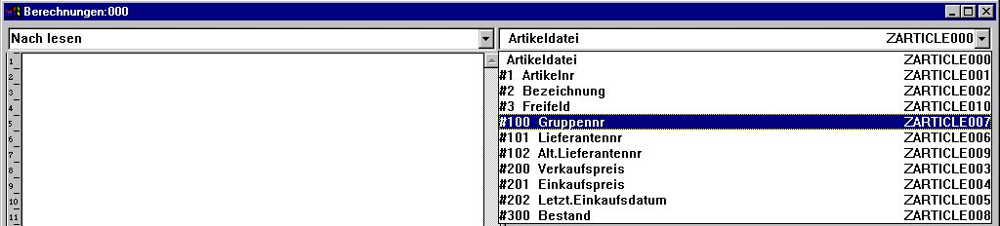 Berechnungen:000
Nach lesen
Artikeldatei ZARTICLE000
Artikeldatei ZARTICLE000
#1 Artikelnr ZARTICLE001
#2 Bezeichnung ZARTICLE002
#3 Freifeld ZARTICLE010
#100 Gruppennr ZARTICLE007
#101 Lieferantennr ZARTICLE006
#102 Alt.Lieferantennr ZARTICLE009
#200 Verkaufspreis ZARTICLE003
#201 Einkaufspreis ZARTICLE004
#202 Letzt.Einkaufsdatum ZARTICLE005
#300 Bestand ZARTICLE008
1
2
3
4
5
6
7
8
9
10
11